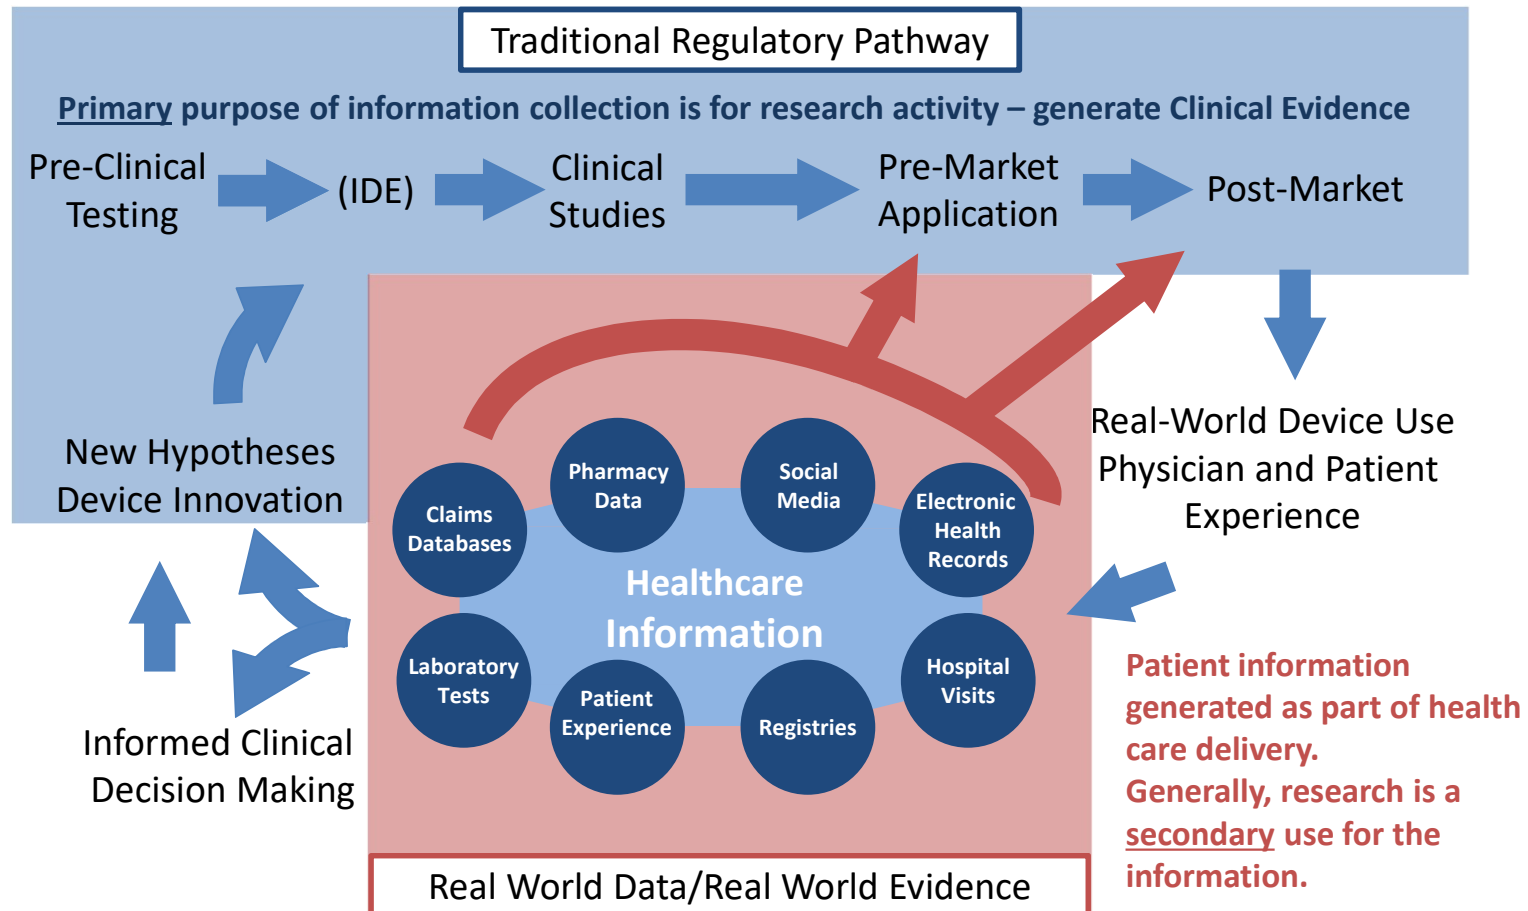 Traditional Regulatory Pathway
Primary purpose of information collection is for research activity – generate Clinical Evidence
Pre-Clinical
Testing
(IDE)
Clinical
Studies
Pre-Market
Application
Post-Market
New Hypotheses
Device Innovation
Real-World Device Use
Physician and Patient
Experience
Claims
Databases
Pharmacy
Data
Social
Media
Electronic
Health
Records
Healthcare
Information
Laboratory
Tests
Patient
Experience
Registries
Hospital
Visits
Informed Clinical
Decision Making
Patient information
generated as part of health
care delivery.
Generally, research is a
secondary use for the
information.
Real World Data/Real World Evidence